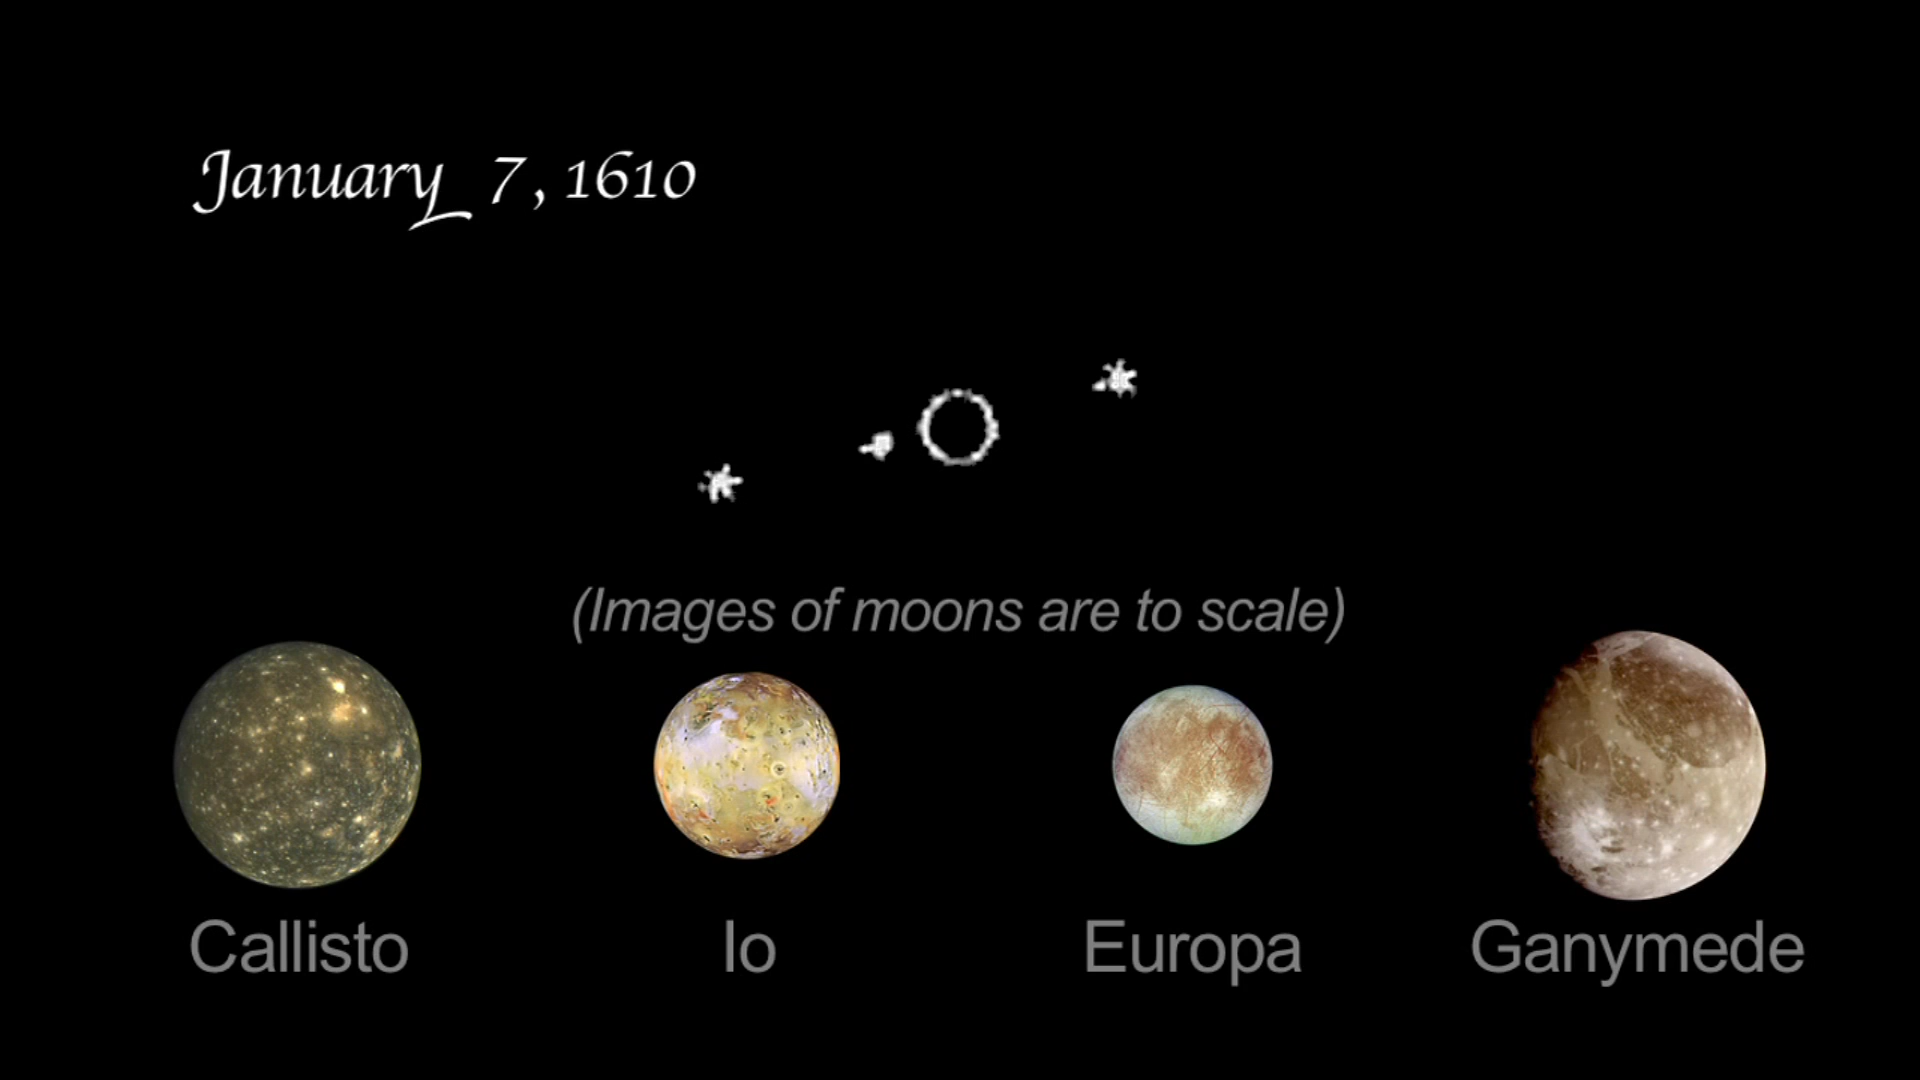 January 7, 1610
(Images of moons are to scale)
Callisto
Io
Europa
Ganymede